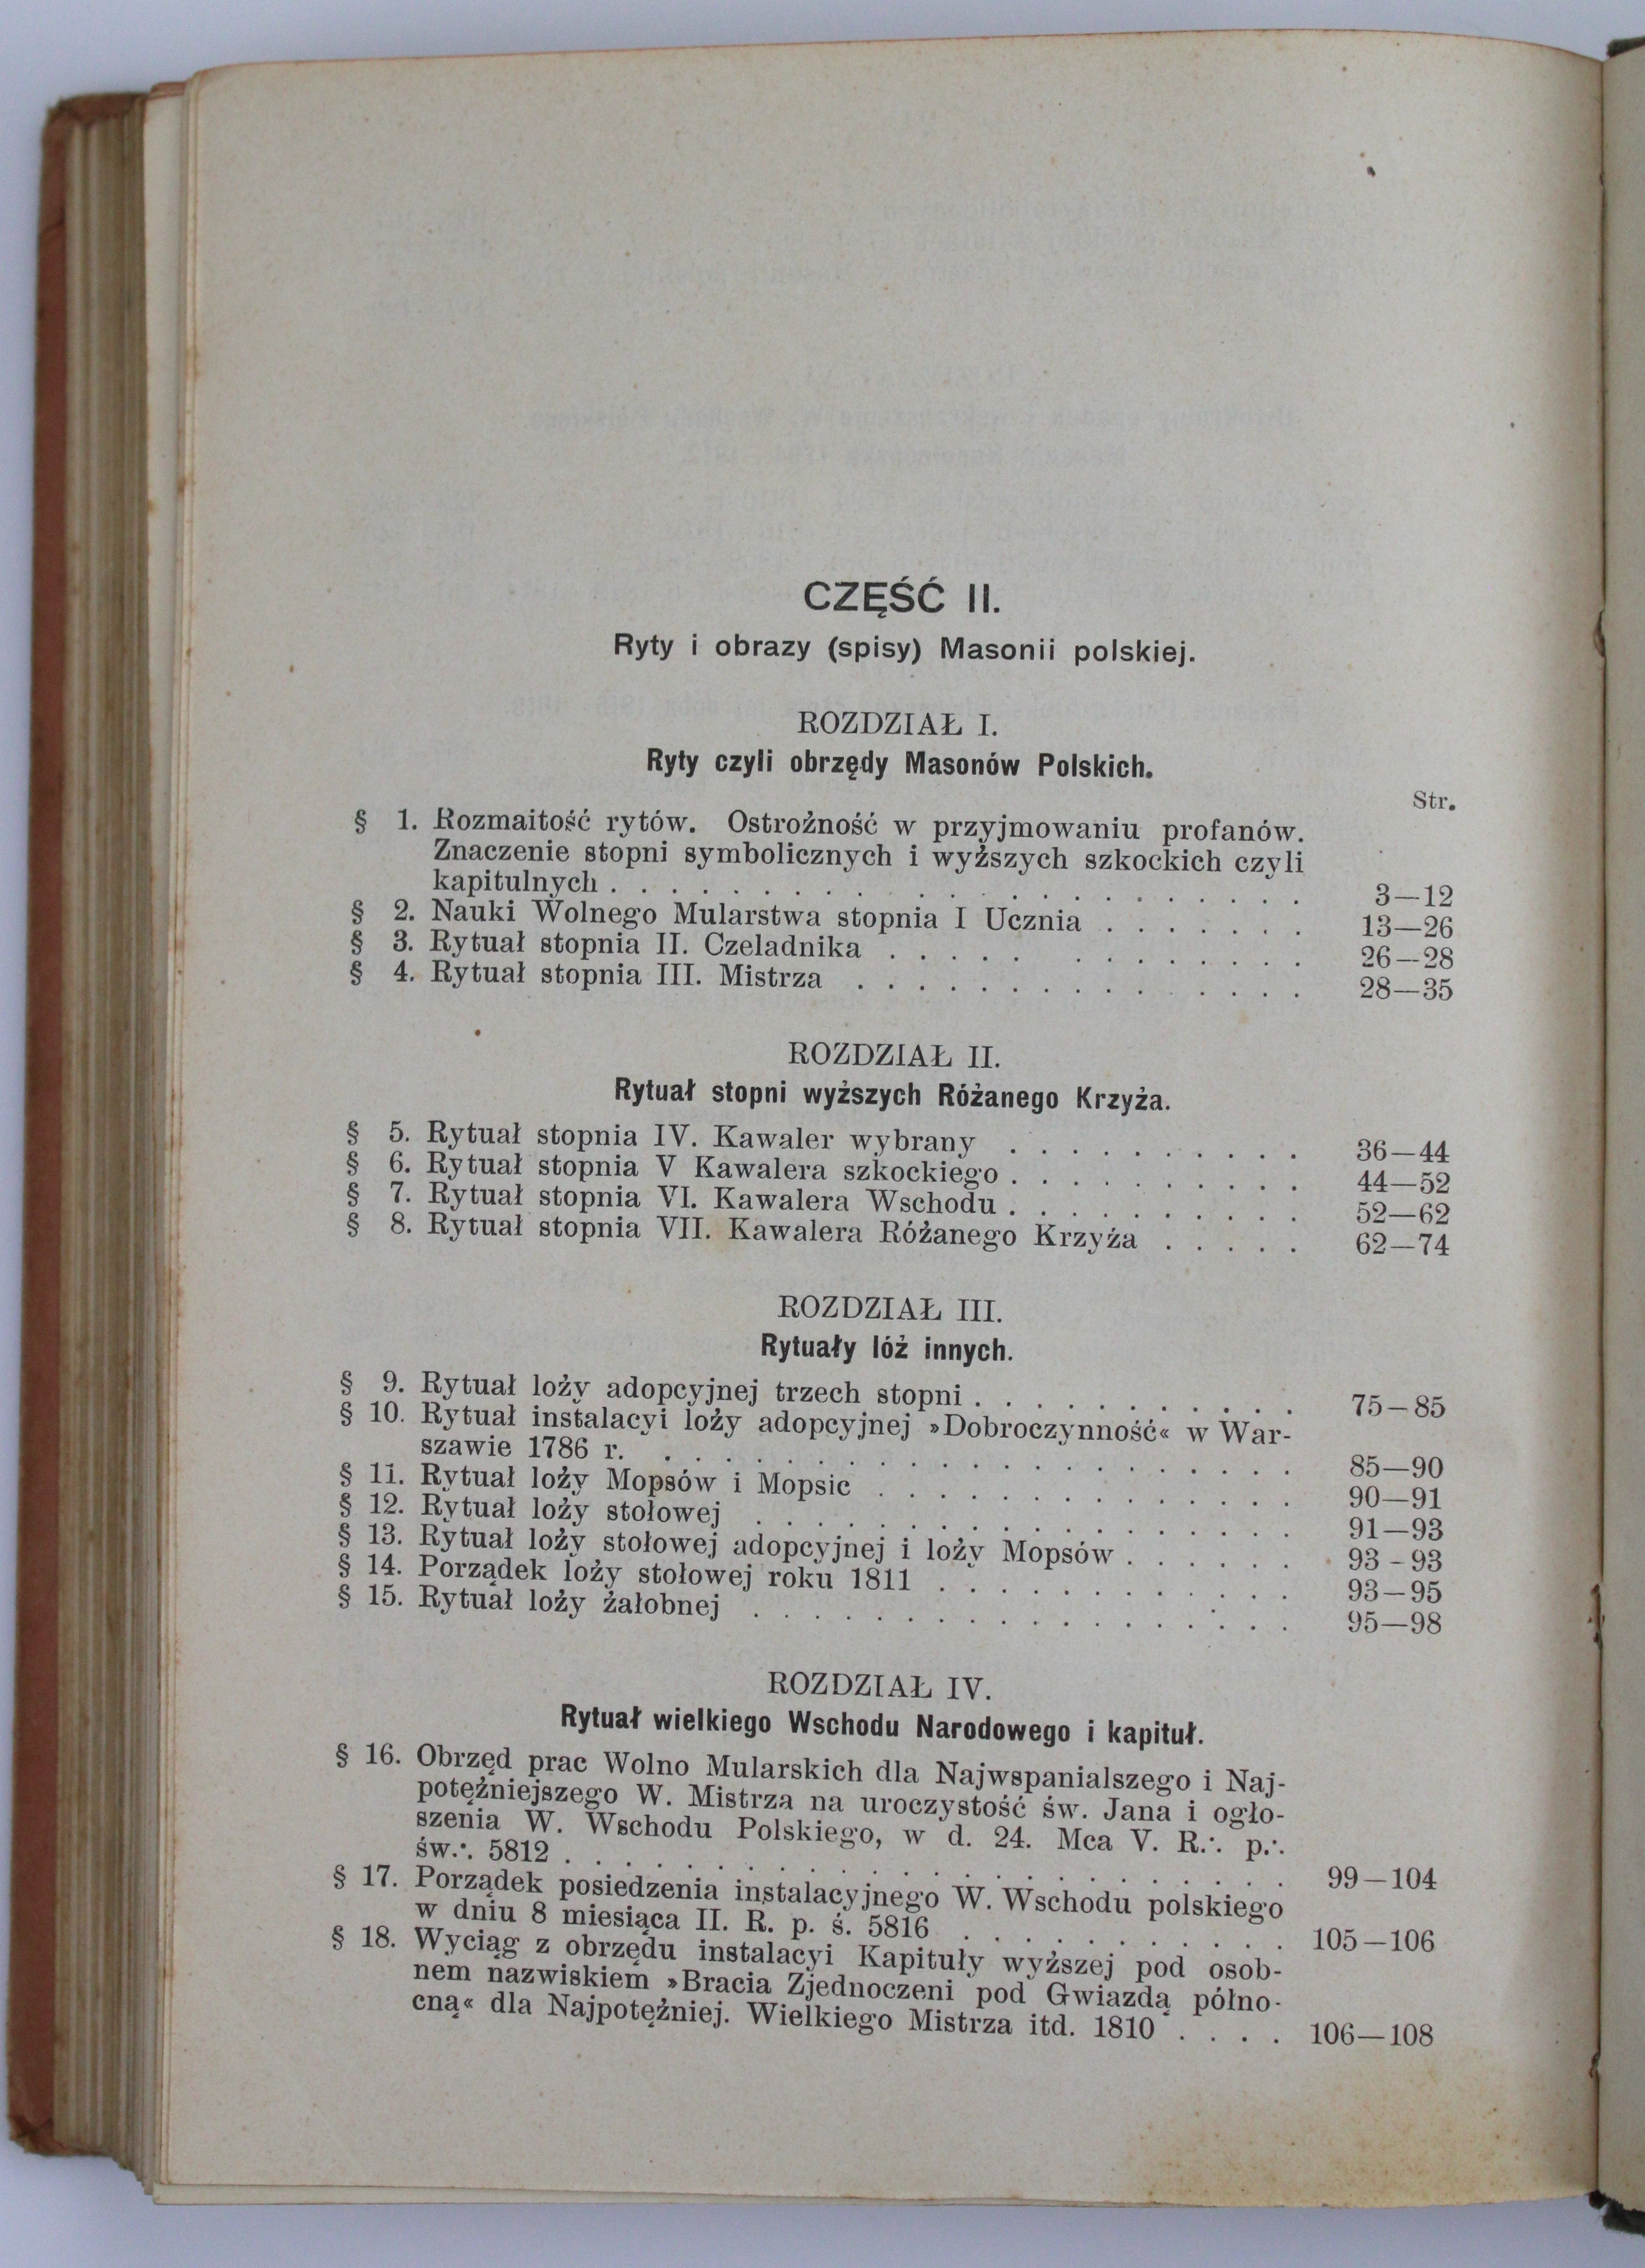 CZĘŚĆ II.
Ryty i obrazy (spisy) Masonii polskiej.
ROZDZIAŁ I.
Ryty czyli obrzędy Masonów Polskich.
Str.
§ 1. Rozmaitość rytów. Ostrożność w przyjmowaniu profanów.
Znaczenie stopni symbolicznych i wyższych szkockich czyli
kapitulnych . . . . . . . . . . . . . . . . . . . . . . . 3—12
§ 2. Nauki Wolnego Mularstwa stopnia I Ucznia . . . . . . . 13—26
§ 3. Rytuał stopnia II. Czeladnika . . . . . . . . . . . . . 26—28
§ 4. Rytuał stopnia III. Mistrza . . . . . . . . . . . . . . 28—35
ROZDZIAŁ II.
Rytuał stopni wyższych Różanego Krzyża.
§ 5. Rytuał stopnia IV. Kawaler wybrany . . . . . . . . . . 36—44
§ 6. Rytuał stopnia V Kawalera szkockiego . . . . . . . . . . 44—52
§ 7. Rytuał stopnia VI. Kawalera Wschodu . . . . . . . . . . 52—62
§ 8. Rytuał stopnia VII. Kawalera Różanego Krzyża . . . . . 62—74
ROZDZIAŁ III.
Rytuały lóż innych.
§ 9. Rytuał loży adopcyjnej trzech stopni . . . . . . . . . . . 75—85
§ 10. Rytuał instalacyi loży adopcyjnej »Dobroczynność« w War-
szawie 1786 r. . . . . . . . . . . . . . . . . . . . . . 85—90
§ 11. Rytuał loży Mopsów i Mopsic . . . . . . . . . . . . . . 90—91
§ 12. Rytuał loży stołowej . . . . . . . . . . . . . . . . . . 91—93
§ 13. Rytuał loży stołowej adopcyjnej i loży Mopsów . . . . . . 93-93
§ 14. Porządek loży stołowej roku 1811 . . . . . . . . . . . . 93—95
§ 15. Rytuał loży żałobnej . . . . . . . . . . . . . . . . . . 95—98
ROZDZIAŁ IV.
Rytuał wielkiego Wschodu Narodowego i kapituł.
§ 16. Obrzęd prac Wolno Mularskich dla Najwspanialszego i Naj-
potężniejszego W. Mistrza na uroczystość św. Jana i ogło-
szenia W. Wschodu Polskiego, w d. 24. Mca V. R.·. p.·.
św.·. 5812 . . . . . . . . . . . . . . . . . . . . . . . . 99—104
§ 17. Porządek posiedzenia instalacyjnego W. Wschodu polskiego
w dniu 8 miesiąca II. R. p. ś. 5816 . . . . . . . . . . . 105—106
§ 18. Wyciąg z obrzędu instalacyi Kapituły wyższej pod osob-
nem nazwiskiem »Bracia Zjednoczeni pod Gwiazdą półno-
cną« dla Najpotężniej. Wielkiego Mistrza itd. 1810 . . . . 106—108